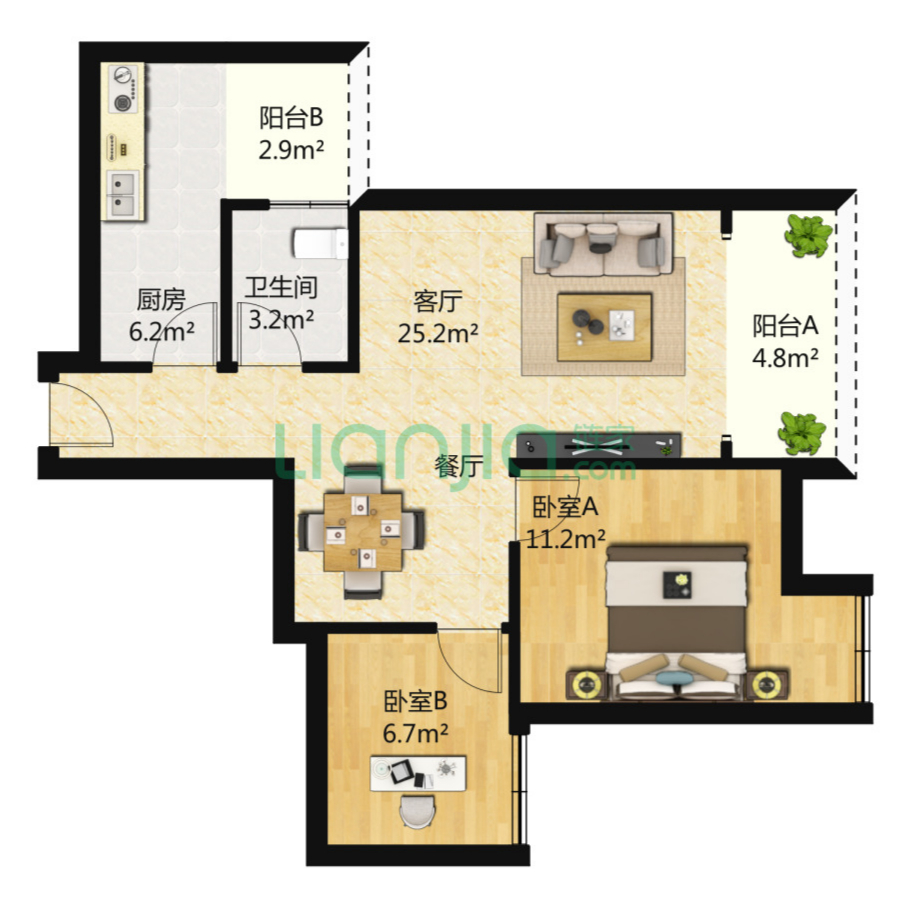 阳台B
2.9m²
卫生间
3.2m²
厨房
6.2m²
客厅
25.2m²
阳台A
4.8m²
Lianjia
链家
.com
餐厅
卧室A
11.2m²
卧室B
6.7m²